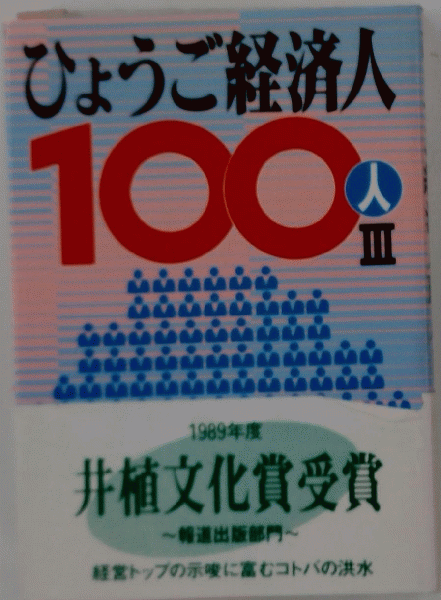 ひょうご経済人
100人
III
1989年度
井植文化賞受賞
〜報道出版部門〜
経営トップの示唆に富むコトバの洪水